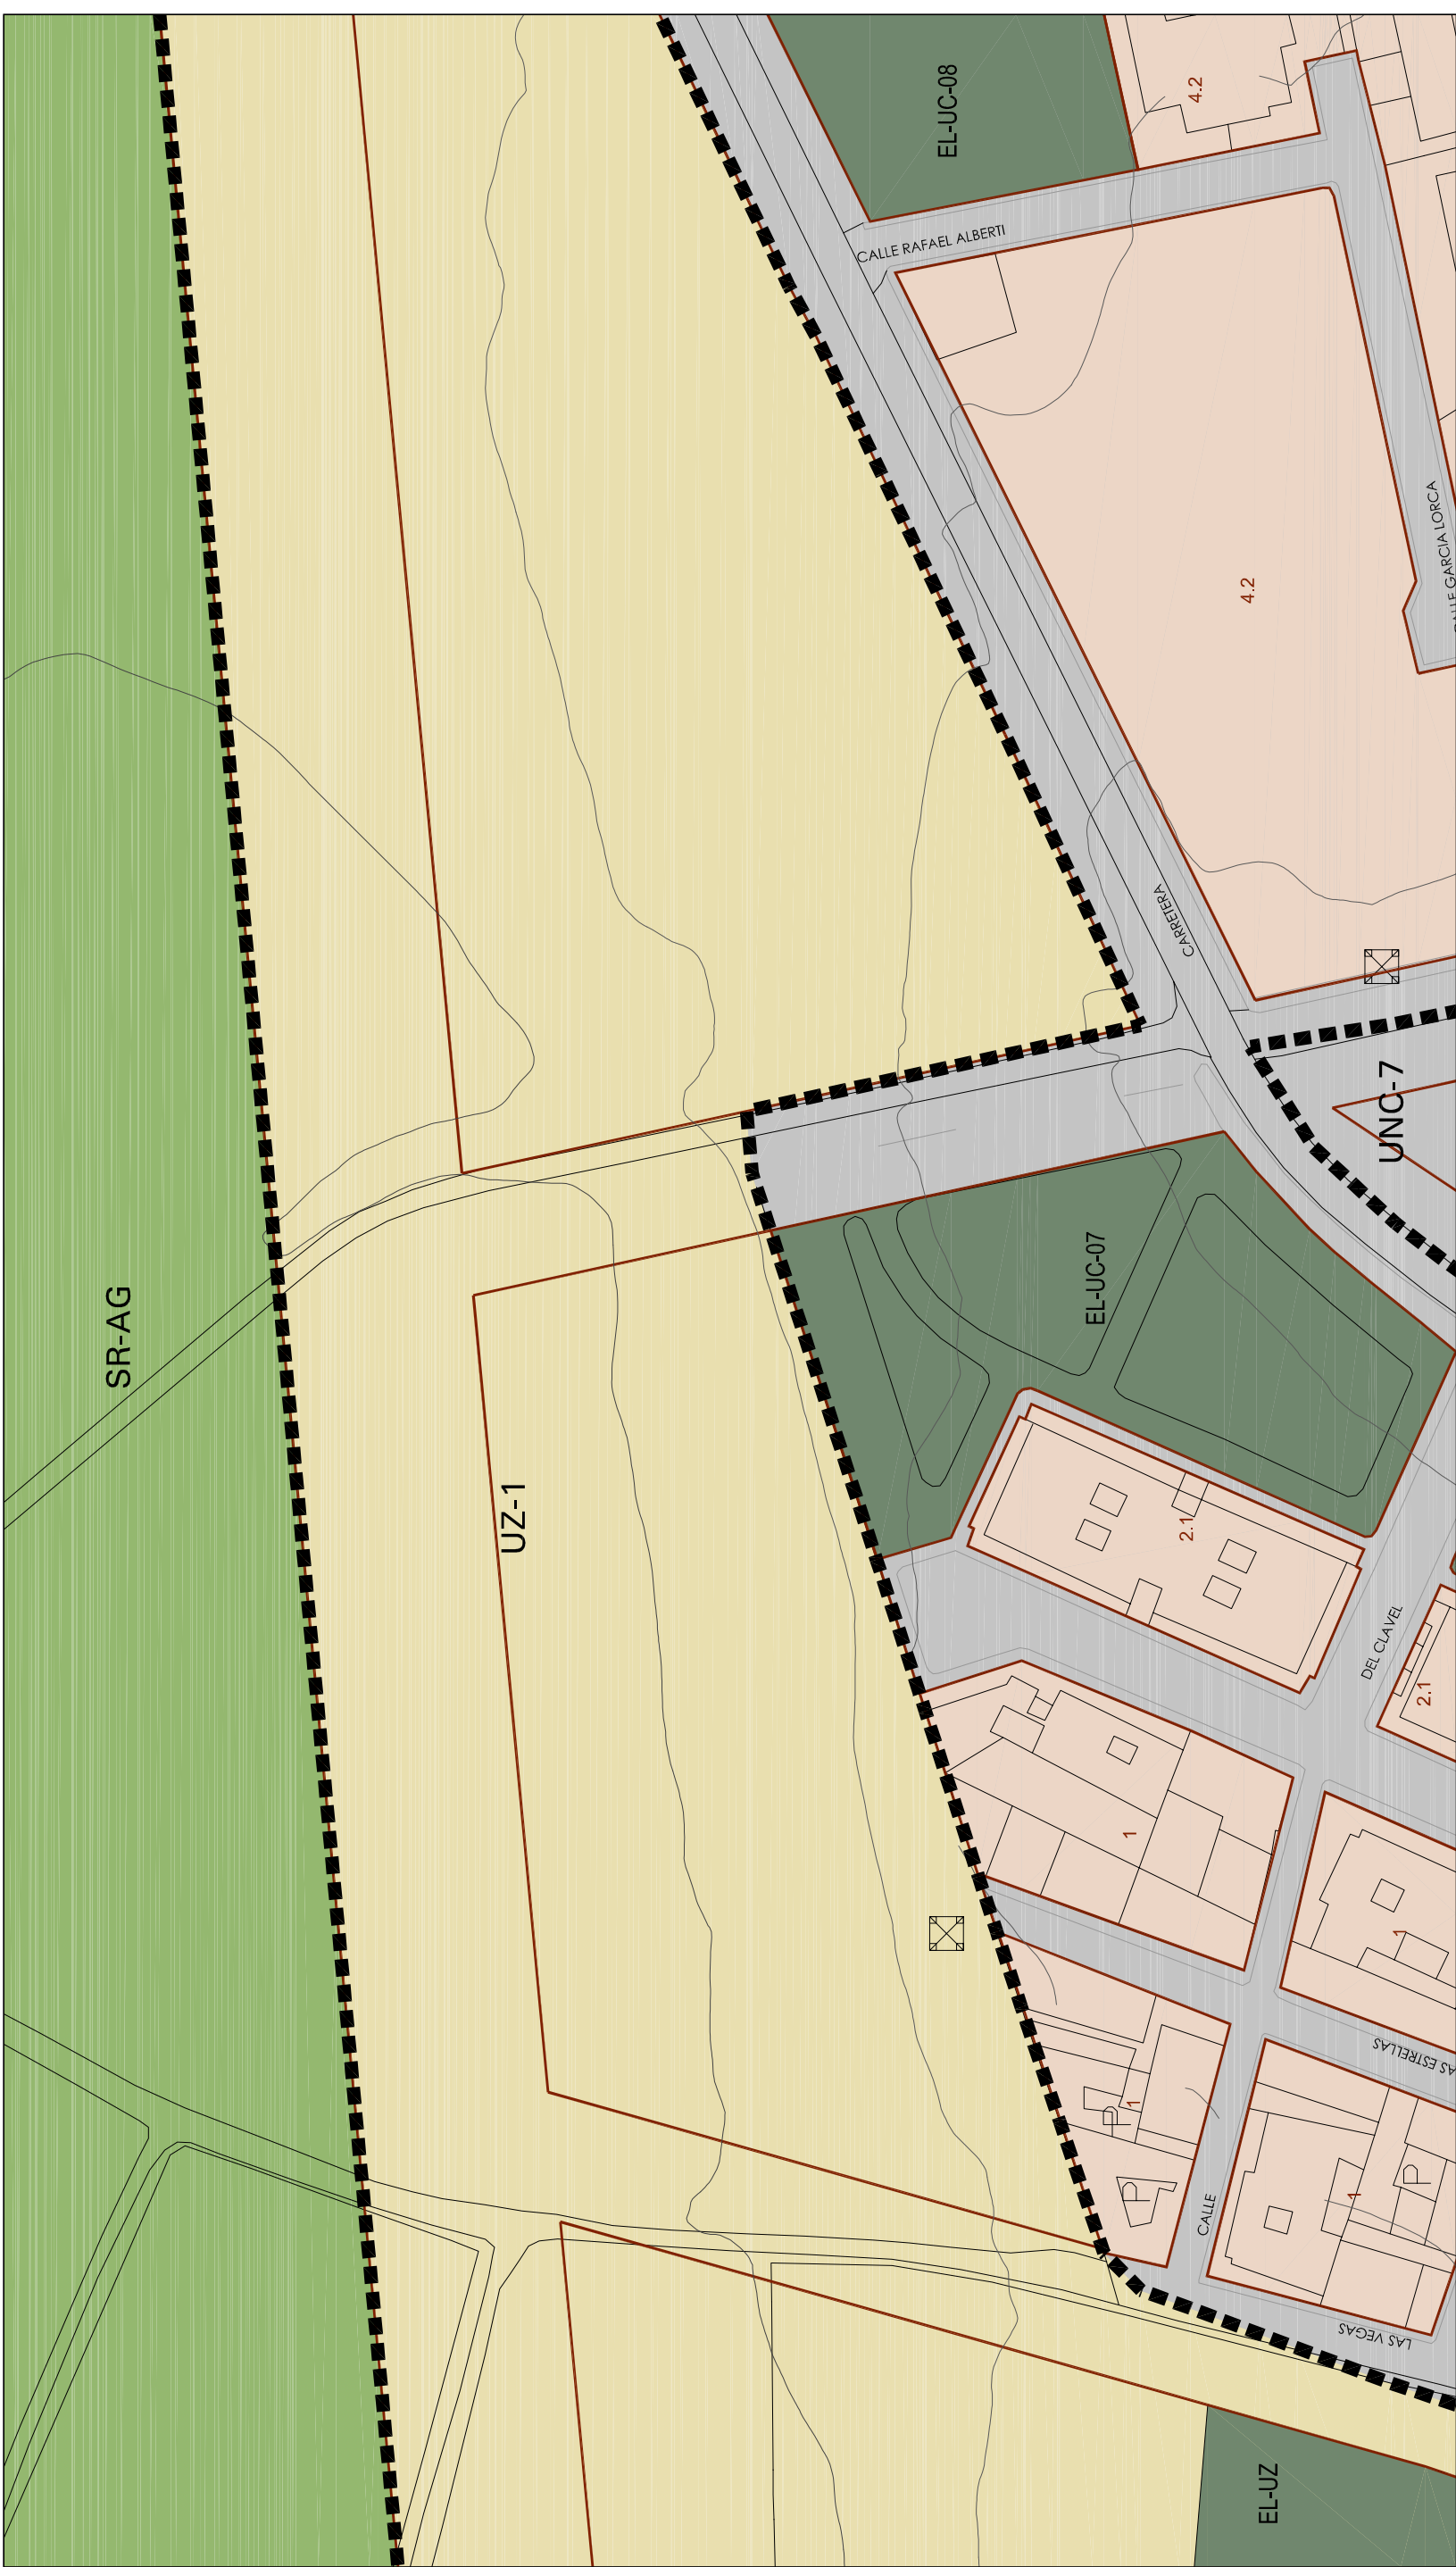 EL-UC-08
4.2
CALLE RAFAEL ALBERTI
4.2
GARCIA LORCA
CARRETERA
UNC-7
SR-AG
EL-UC-07
UZ-1
2.1
DEL CLAVEL
2.1
1
1
ESTRELLAS
1
P
P
P
1
CALLE
LAS VEGAS
EL-UZ